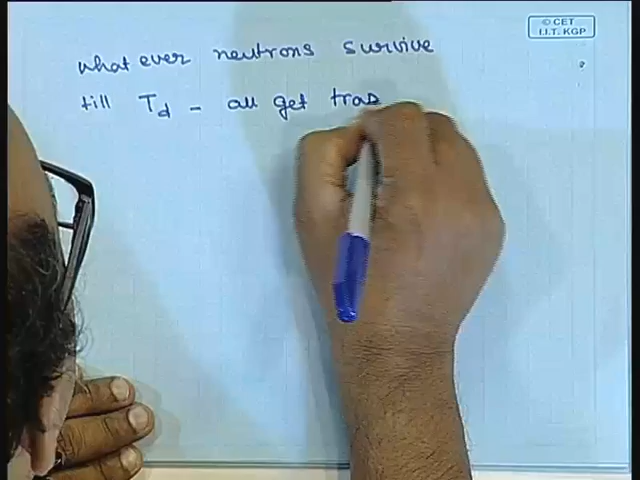 © CET
I.I.T. KGP
what ever neutrons survive
till Td - all get tras